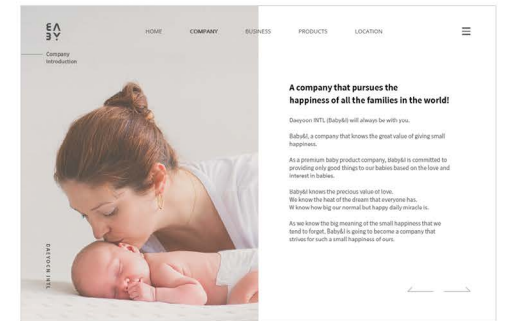 EA
BY
HOME COMPANY BUSINESS PRODUCTS LOCATION
Company
Introduction
A company that pursues the
happiness of all the families in the world!
Daeyoon INTL (Baby&I) will always be with you.
Baby&I, a company that knows the great value of giving small
happiness.
As a premium baby product company, Baby&I is committed to
providing only good things to our babies based on the love and
interest in babies.
Baby&I knows the precious value of love.
We know the heat of the dream that everyone has.
W know how big our normal but happy daily miracle is.
As we know the big meaning of the small happiness that we
tend to forget, Baby&I is going to become a company that
strives for such a small happiness of ours.
DAEYOON INTL